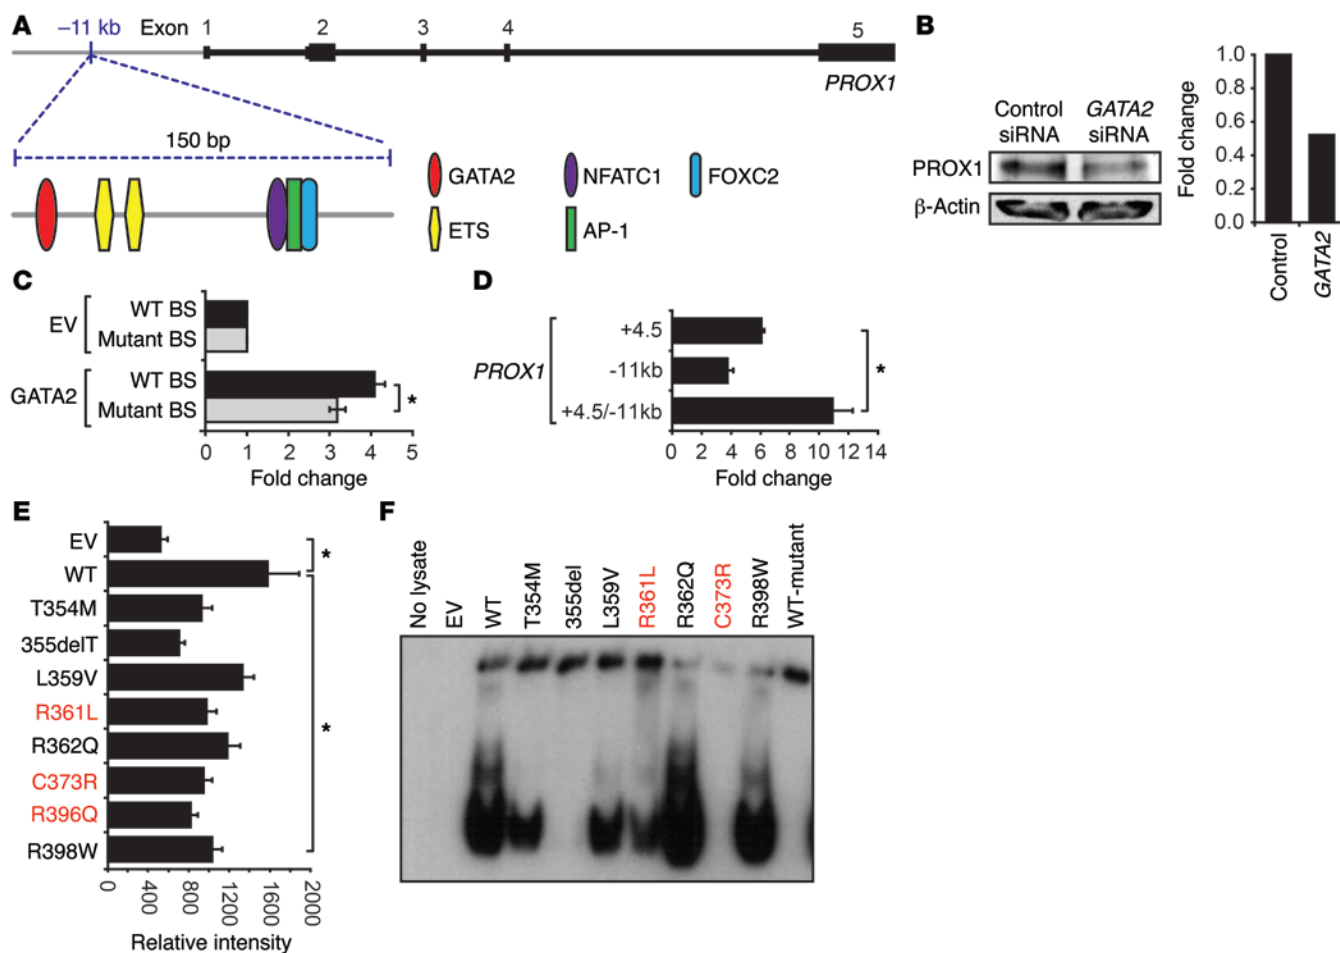 A
–11 kb Exon 1 2 3 4 5
PROX1
150 bp
GATA2 NFATC1 FOXC2
ETS AP-1
B
Control siRNA
GATA2 siRNA
PROX1
β-Actin
Fold change
1.0
0.8
0.6
0.4
0.2
0.0
Control
GATA2
C
EV
WT BS
Mutant BS
GATA2
WT BS
Mutant BS
*
0 1 2 3 4 5
Fold change
D
PROX1
+4.5
-11kb
+4.5/-11kb
*
0 2 4 6 8 10 12 14
Fold change
E
EV
WT
T354M
355delT
L359V
R361L
R362Q
C373R
R396Q
R398W
*
*
0 400 800 1200 1600 2000
Relative intensity
F
No lysate
EV
WT
T354M
355del
L359V
R361L
R362Q
C373R
R398W
WT-mutant